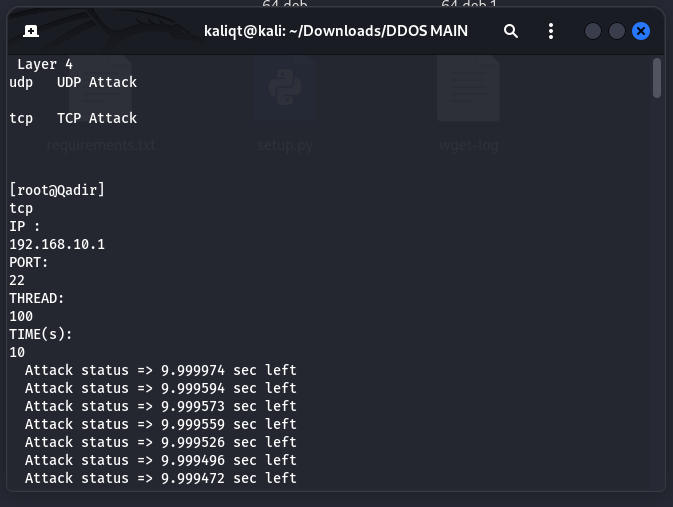 64.deb
64.deb.1
kaliqt@kali: ~/Downloads/DDOS MAIN
Layer 4
udp   UDP Attack
tcp   TCP Attack
requirements.txt
setup.py
wget-log
[root@Qadir]
tcp
IP :
192.168.10.1
PORT:
22
THREAD:
100
TIME(s):
10
Attack status => 9.999974 sec left
Attack status => 9.999594 sec left
Attack status => 9.999573 sec left
Attack status => 9.999559 sec left
Attack status => 9.999526 sec left
Attack status => 9.999496 sec left
Attack status => 9.999472 sec left